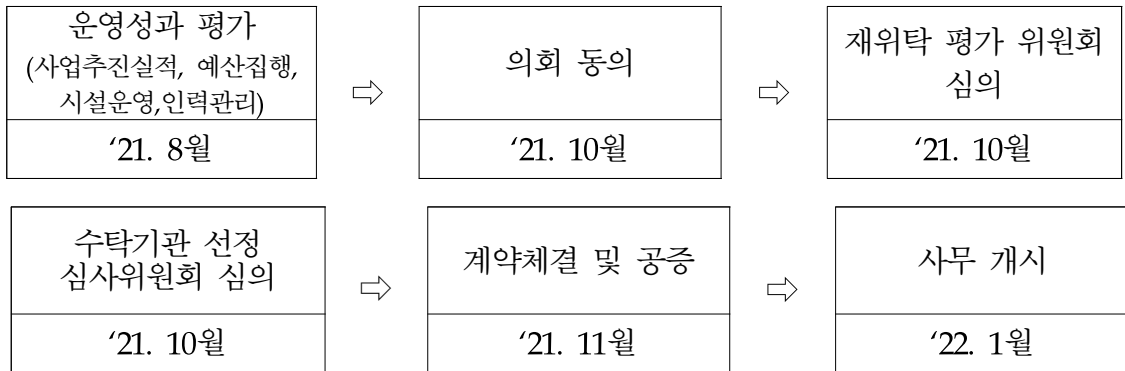 운영성과 평가
(사업추진실적, 예산집행,
시설운영,인력관리)
‘21. 8월
⇨
의회 동의
‘21. 10월
⇨
재위탁 평가 위원회
심의
‘21. 10월
수탁기관 선정
심사위원회 심의
‘21. 10월
⇨
계약체결 및 공증
‘21. 11월
⇨
사무 개시
‘22. 1월